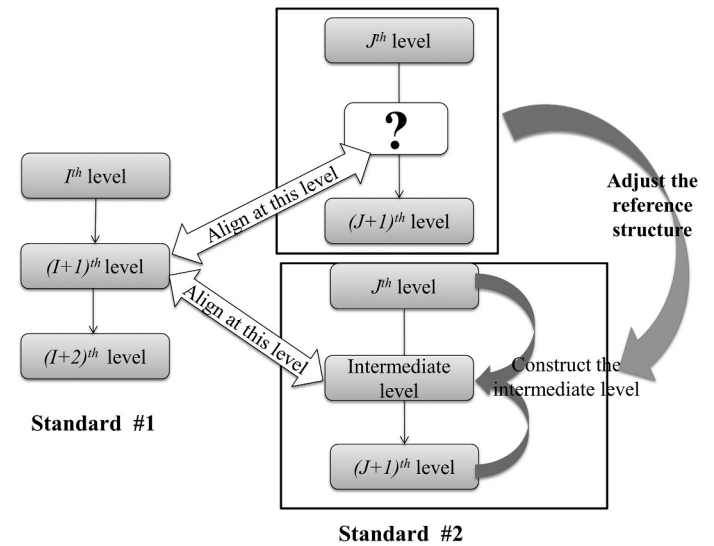 Jth level
?
(J+1)th level
Align at this level
Ith level
(I+1)th level
(I+2)th level
Standard #1
Adjust the
reference
structure
Jth level
Align at this level
Intermediate
level
Construct the
intermediate level
(J+1)th level
Standard #2